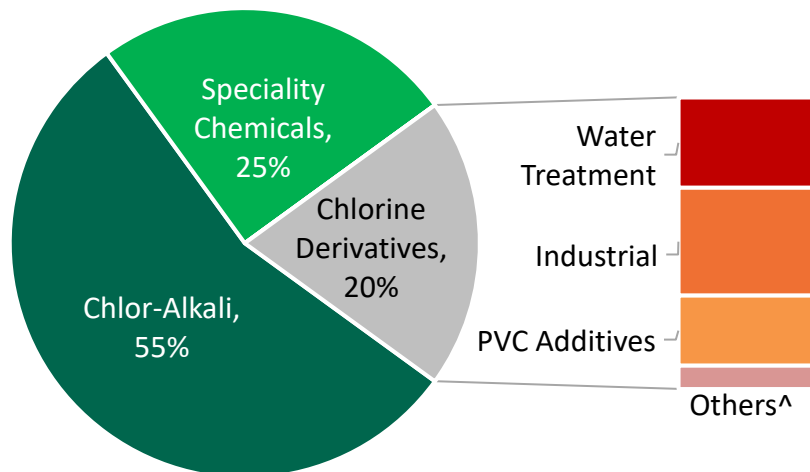 Speciality
Chemicals,
25%
Chlorine
Derivatives,
20%
Chlor-Alkali,
55%
Water
Treatment
Industrial
PVC Additives
Others^